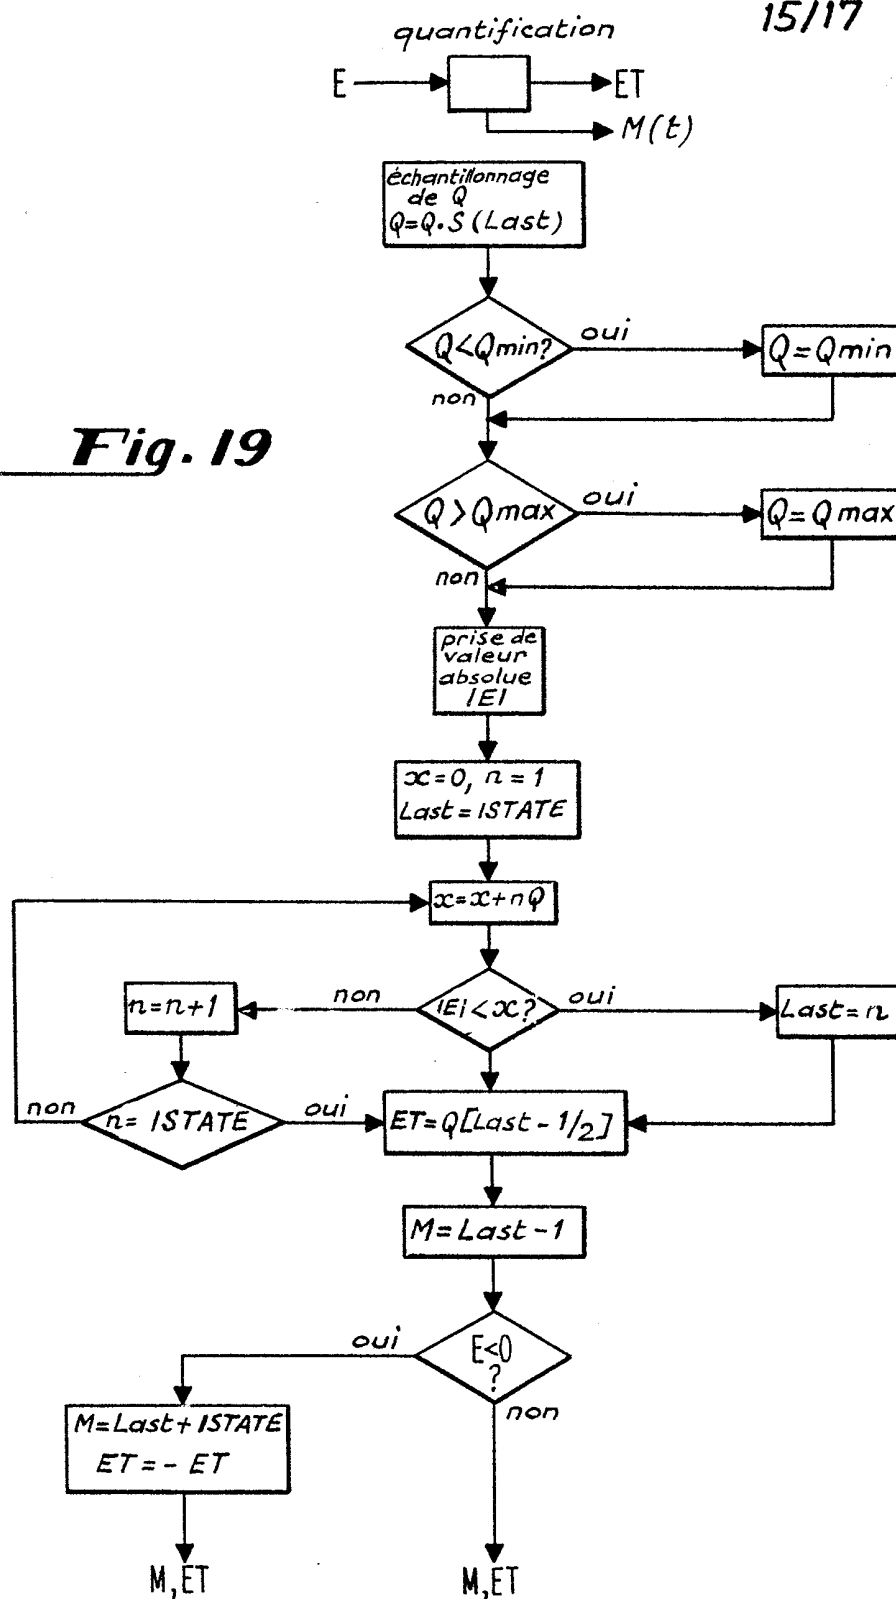 15/17
quantification
E
ET
M(t)
échantillonnage
de Q
Q=Q.S (Last)
Q<Qmin?
oui
Q=Qmin
non
Fig. 19
Q>Qmax
oui
Q=Qmax
non
prise de
valeur
absolue
|E|
x=0, n=1
Last=ISTATE
x=x+nQ
n=n+1
non
|E|<x?
oui
Last=n
non
n= ISTATE
oui
ET=Q[Last-1/2]
M=Last-1
oui
E<0
?
non
M=Last+ISTATE
ET=- ET
M,ET
M,ET